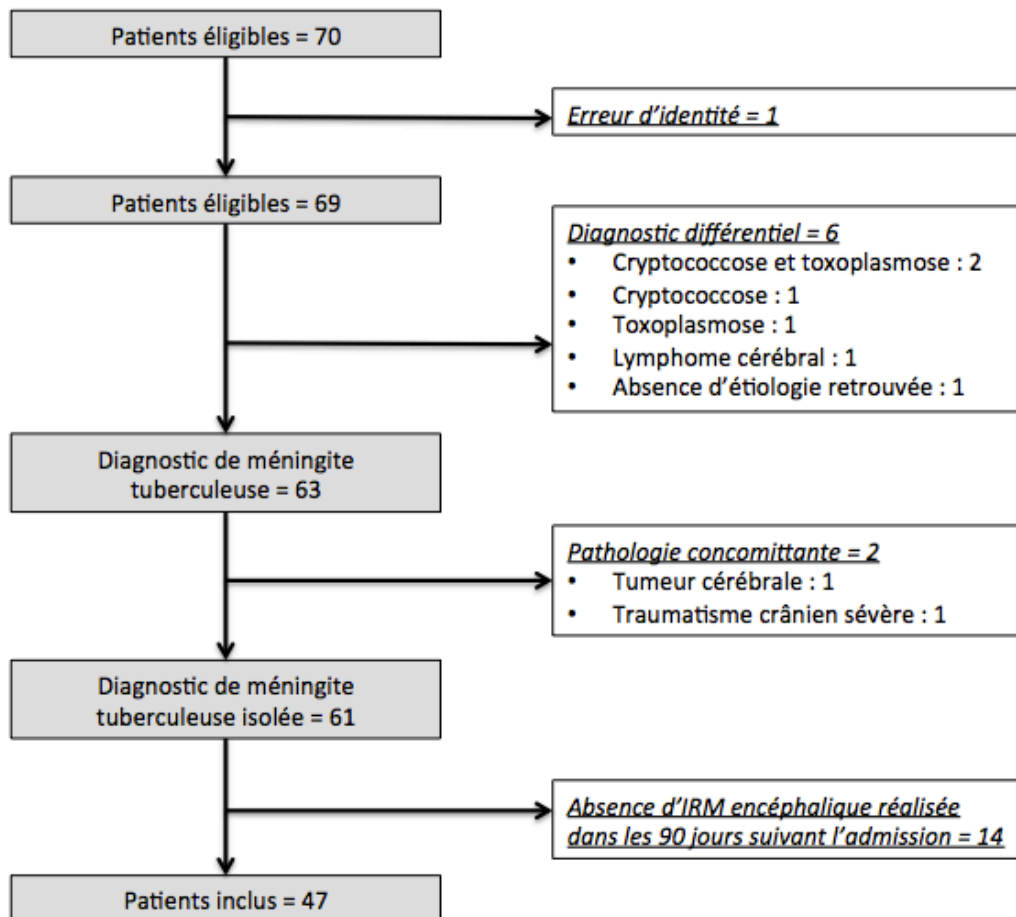 Patients éligibles = 70
Erreur d’identité = 1
Patients éligibles = 69
Diagnostic différentiel = 6
• Cryptococcose et toxoplasmose : 2
• Cryptococcose : 1
• Toxoplasmose : 1
• Lymphome cérébral : 1
• Absence d’étiologie retrouvée : 1
Diagnostic de méningite
tuberculeuse = 63
Pathologie concomittante = 2
• Tumeur cérébrale : 1
• Traumatisme crânien sévère : 1
Diagnostic de méningite
tuberculeuse isolée = 61
Absence d’IRM encéphalique réalisée
dans les 90 jours suivant l’admission = 14
Patients inclus = 47